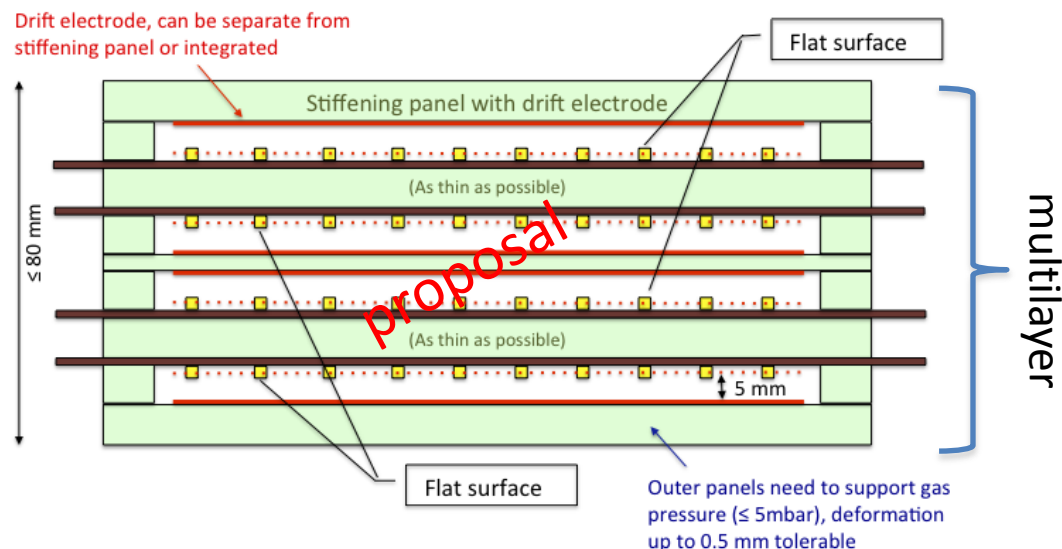 Drift electrode, can be separate from
stiffening panel or integrated
Flat surface
Stiffening panel with drift electrode
(As thin as possible)
≤ 80 mm
proposal
multilayer
(As thin as possible)
5 mm
Flat surface
Outer panels need to support gas
pressure (≤ 5mbar), deformation
up to 0.5 mm tolerable